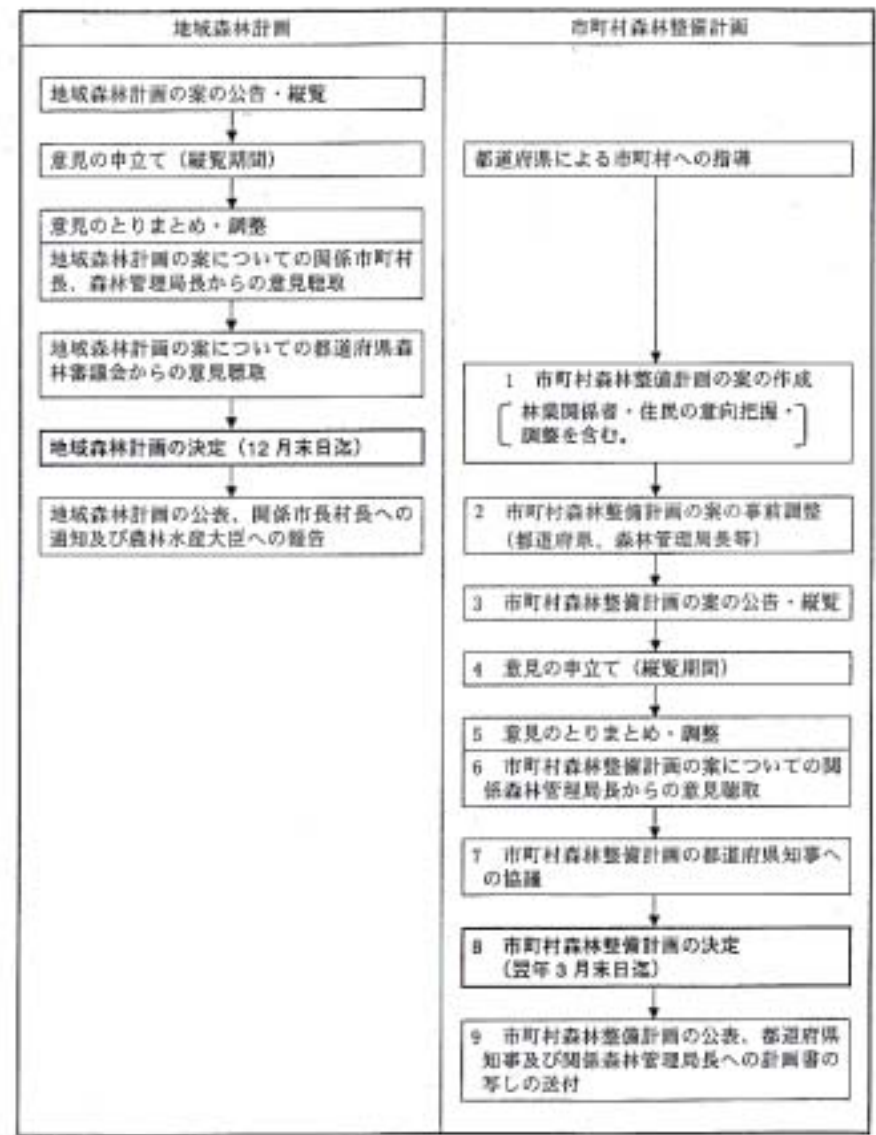 地域森林計画
地域森林計画の案の公告・縦覧
意見の申立て（縦覧期間）
意見のとりまとめ・調整
地域森林計画の案についての関係市町村
長、森林管理局長からの意見聴取
地域森林計画の案についての都道府県森
林審議会からの意見聴取
地域森林計画の決定（12月末日迄）
地域森林計画の公表、関係市長村長への
通知及び農林水産大臣への報告
市町村森林整備計画
都道府県による市町村への指導
1 市町村森林整備計画の案の作成
林業関係者・住民の意向把握・
調整を含む。
2 市町村森林整備計画の案の事前調整
（都道府県、森林管理局長等）
3 市町村森林整備計画の案の公告・縦覧
4 意見の申立て（縦覧期間）
5 意見のとりまとめ・調整
6 市町村森林整備計画の案についての関
係森林管理局長からの意見聴取
7 市町村森林整備計画の都道府県知事へ
の協議
8 市町村森林整備計画の決定
（翌年3月末日迄）
9 市町村森林整備計画の公表、都道府県
知事及び関係森林管理局長への計画書の
写しの送付